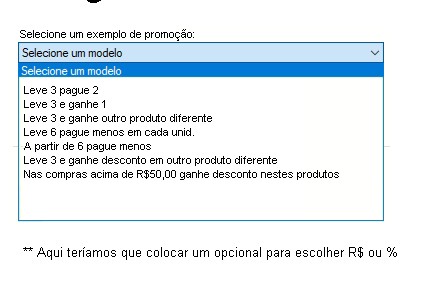 Selecione um exemplo de promoção:
Selecione um modelo
Selecione um modelo
Leve 3 pague 2
Leve 3 e ganhe 1
Leve 3 e ganhe outro produto diferente
Leve 6 pague menos em cada unid.
A partir de 6 pague menos
Leve 3 e ganhe desconto em outro produto diferente
Nas compras acima de R$50,00 ganhe desconto nestes produtos
** Aqui teríamos que colocar um opcional para escolher R$ ou %